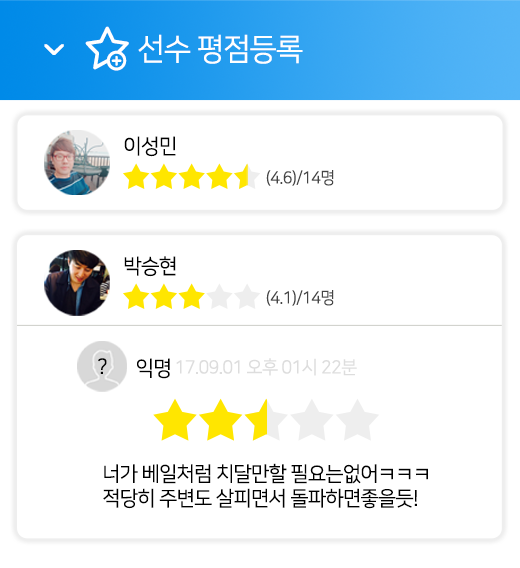 선수 평점등록
이성민
(4.6)/14명
박승현
(4.1)/14명
?
익명 17.09.01 오후 01시 22분
너가 베일처럼 치달만할 필요는없어ㅋㅋㅋ
적당히 주변도 살피면서 돌파하면좋을듯!